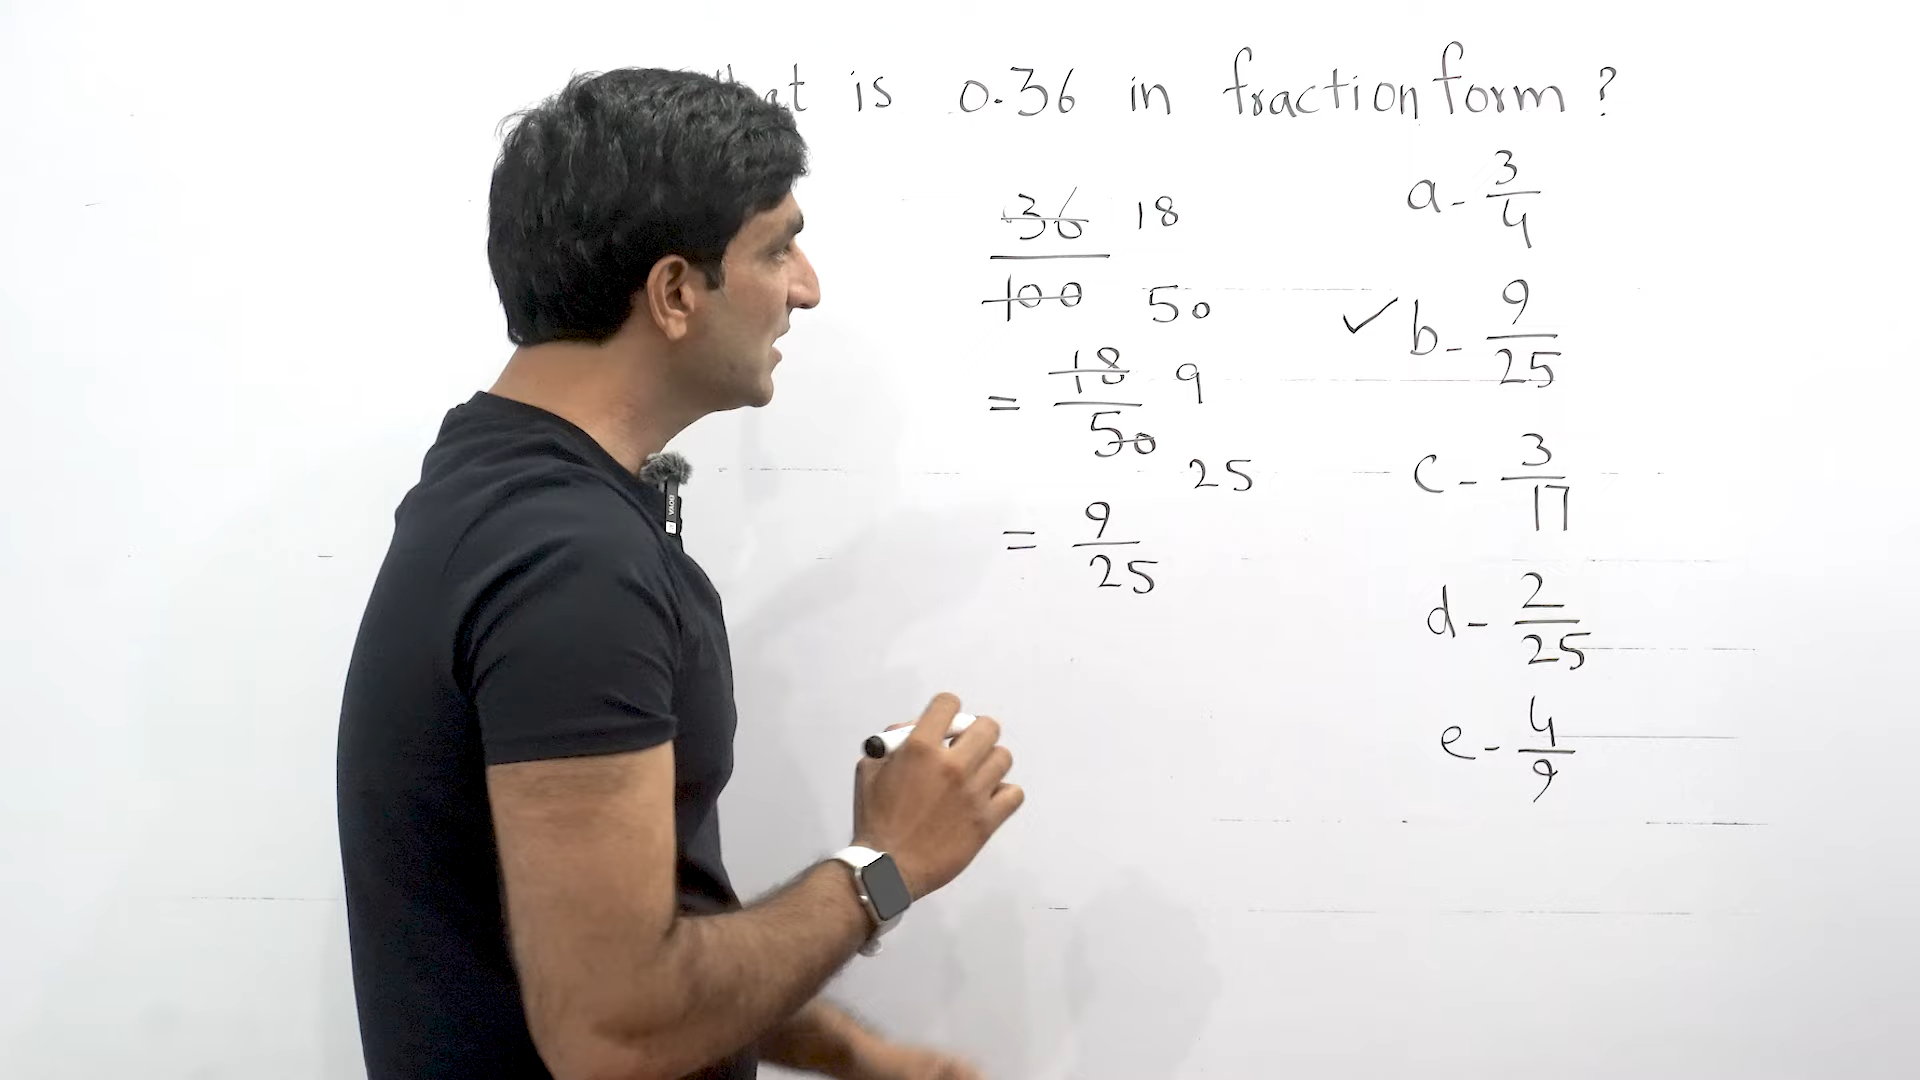 is 0.36 in fraction form ?
36 18
100 50
= 18 9
50 25
= 9
25
a - 3
4
✓ b - 9
25
c - 3
17
d - 2
25
e - 4
9
BOYA